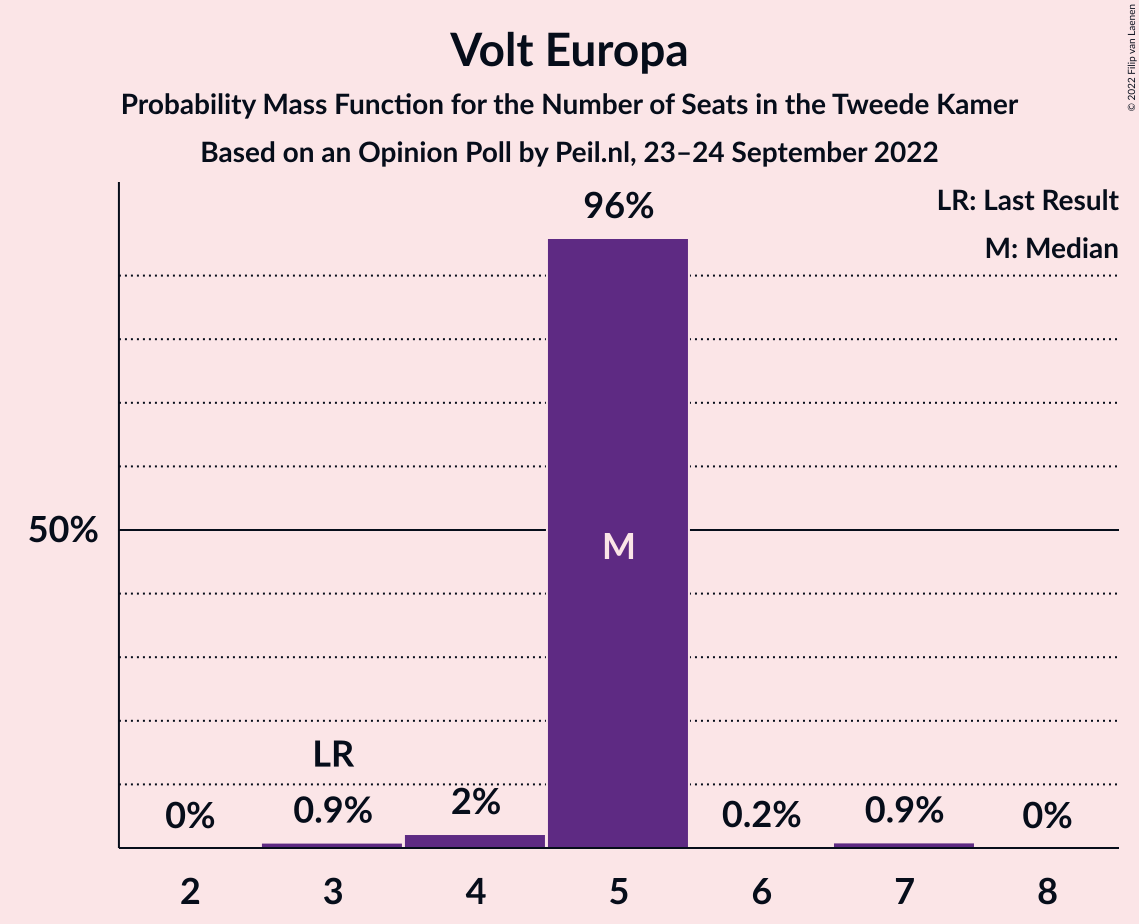 Volt Europa
Probability Mass Function for the Number of Seats in the Tweede Kamer
Based on an Opinion Poll by Peil.nl, 23–24 September 2022
© 2022 Filip van Laenen
LR: Last Result
M: Median
96%
50%
M
LR
0%
0.9%
2%
0.2%
0.9%
0%
2
3
4
5
6
7
8